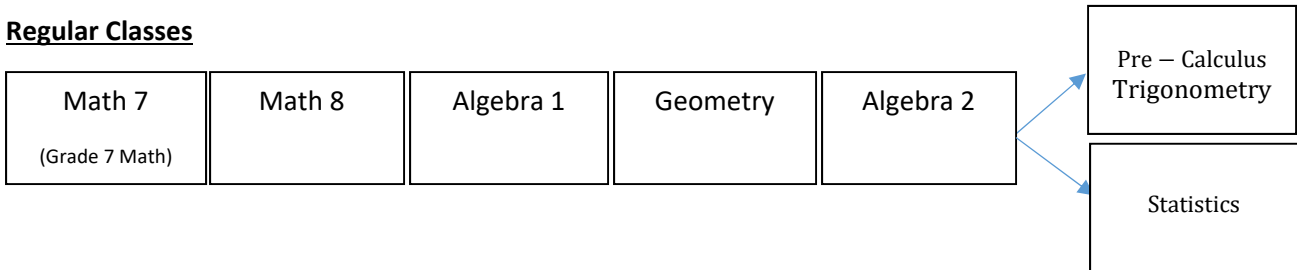 Regular Classes
Math 7
(Grade 7 Math)
Math 8
Algebra 1
Geometry
Algebra 2
Pre – Calculus
Trigonometry
Statistics